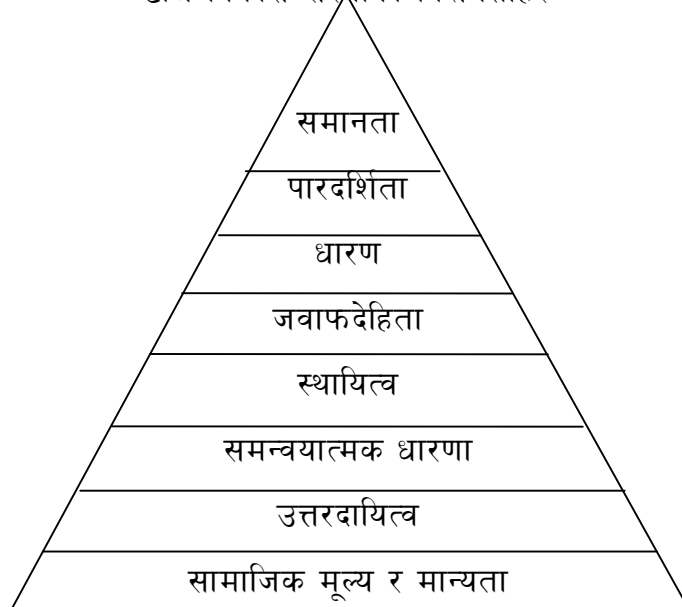 समानता
पारदर्शिता
धारण
जवाफदेहिता
स्थायित्व
समन्वयात्मक धारणा
उत्तरदायित्व
सामाजिक मूल्य र मान्यता